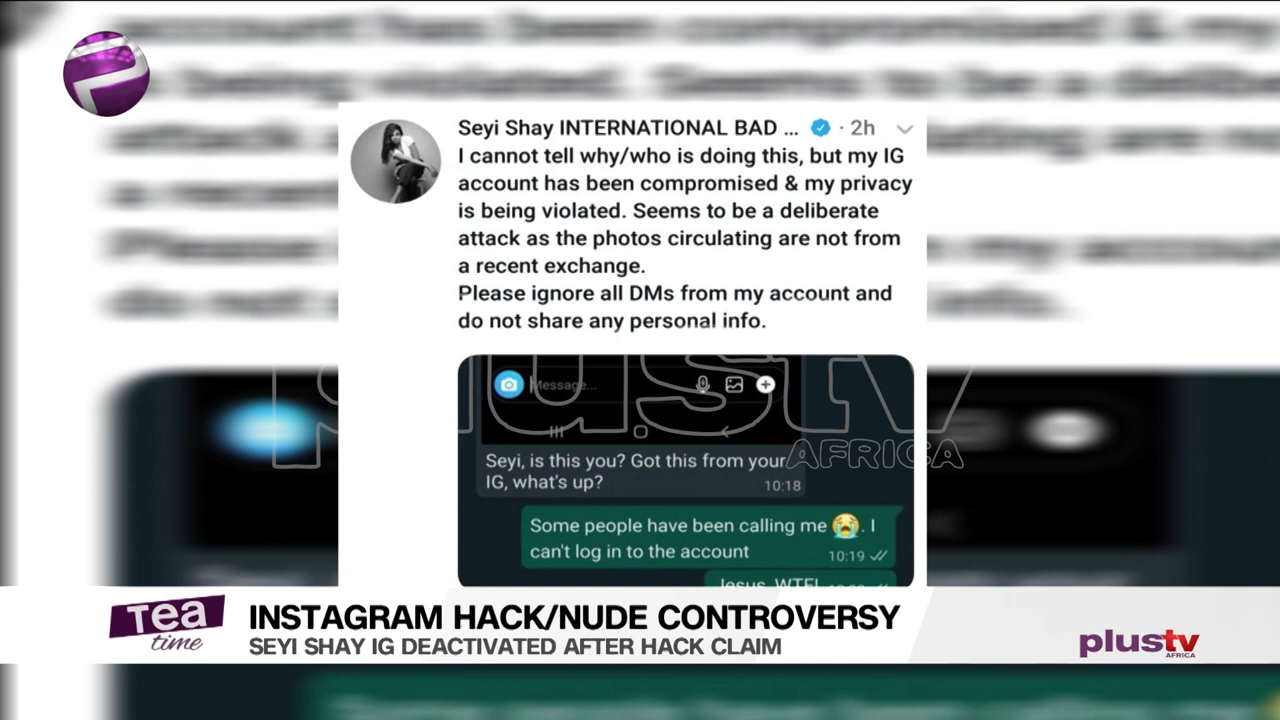 Seyi Shay INTERNATIONAL BAD ... · 2h
I cannot tell why/who is doing this, but my IG
account has been compromised & my privacy
is being violated. Seems to be a deliberate
attack as the photos circulating are not from
a recent exchange.
Please ignore all DMs from my account and
do not share any personal info.
Message...
plustv
AFRICA
Seyi, is this you? Got this from your
IG, what's up?
10:18
Some people have been calling me 😭. I
can't log in to the account
10:19
Jesus, WTF!
Tea
time
INSTAGRAM HACK/NUDE CONTROVERSY
SEYI SHAY IG DEACTIVATED AFTER HACK CLAIM
plustv
AFRICA